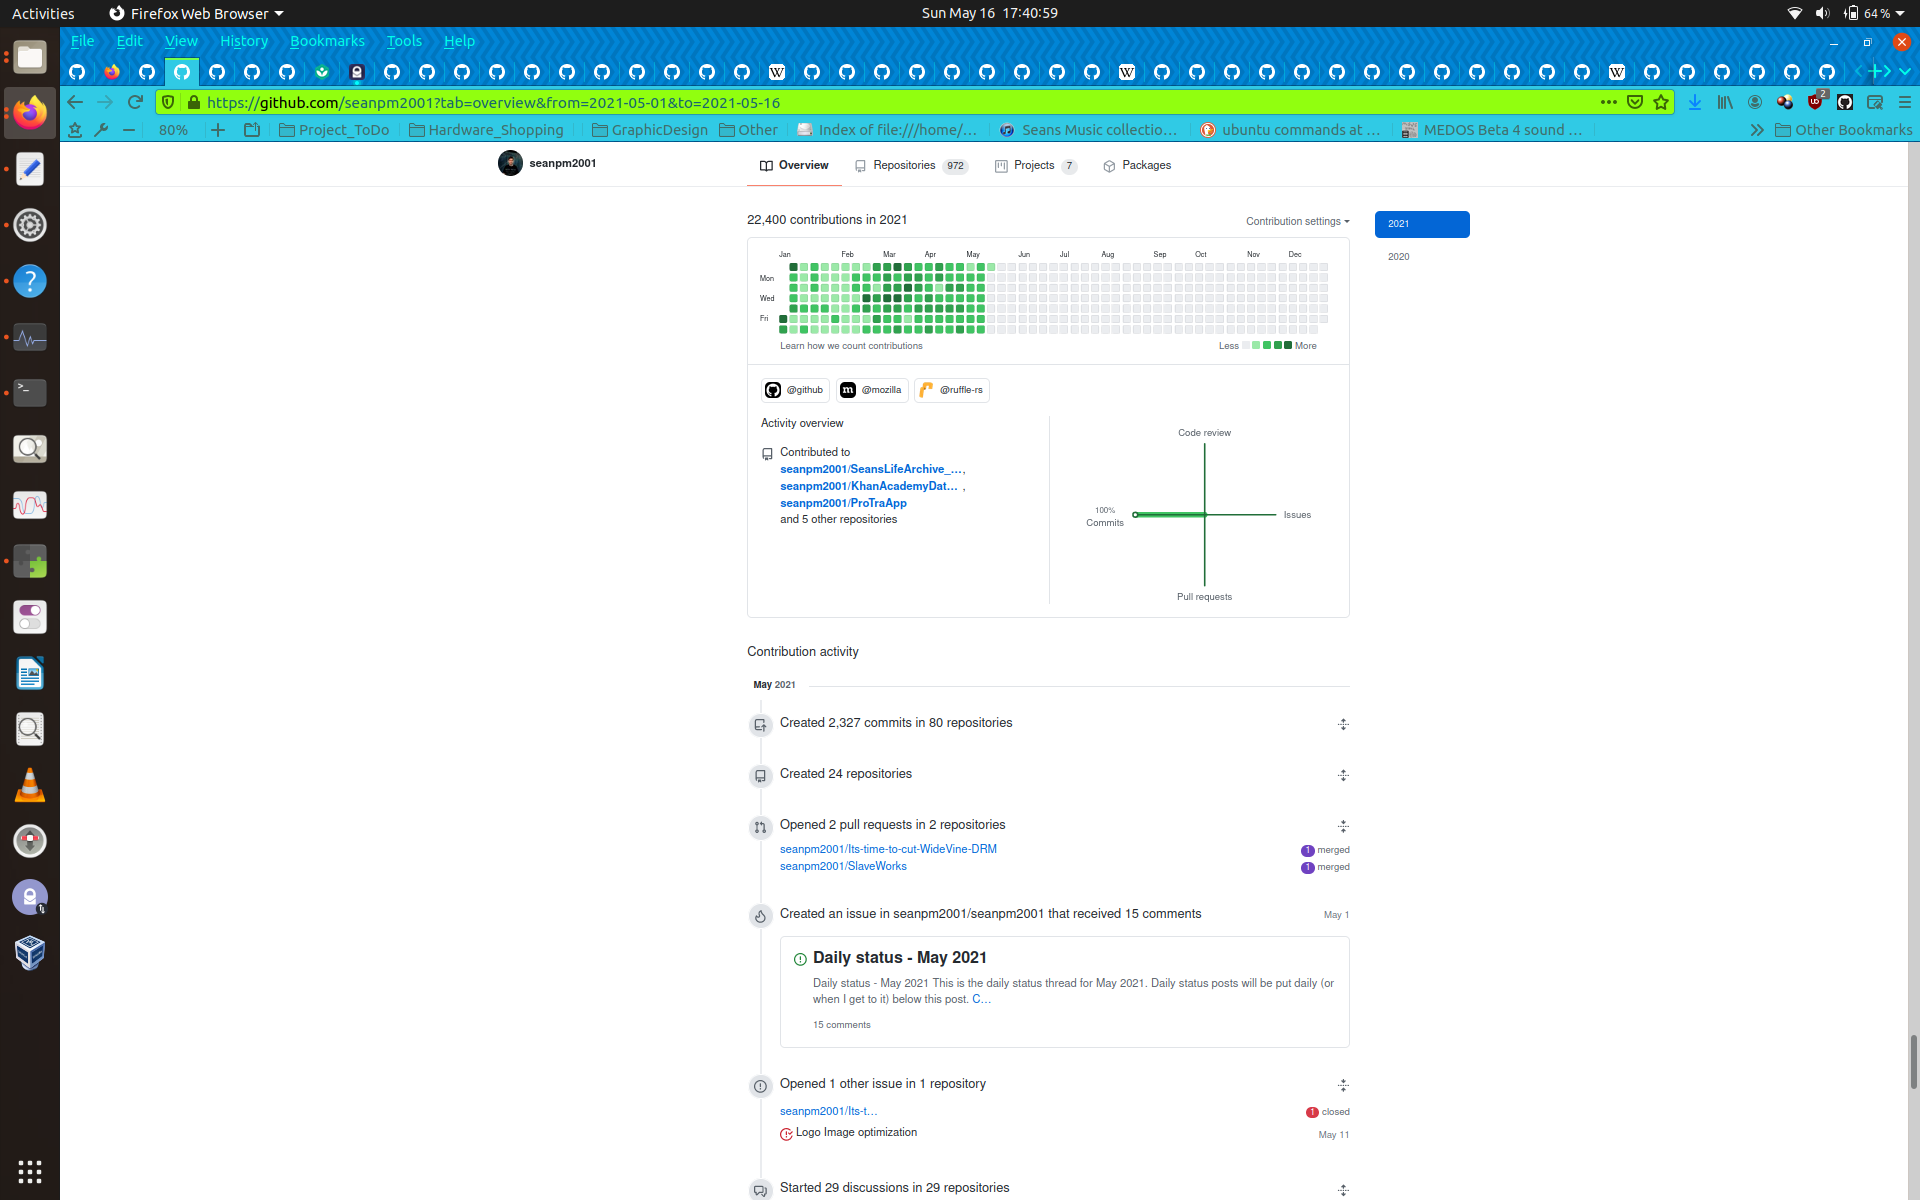 Activities Firefox Web Browser Sun May 16 17:40:59 64 %
File Edit View History Bookmarks Tools Help
https://github.com/seanpm2001?tab=overview&from=2021-05-01&to=2021-05-16 2
80% Project_ToDo Hardware_Shopping GraphicDesign Other Index of file:///home/... Seans Music collectio... ubuntu commands at ... MEDOS Beta 4 sound ... Other Bookmarks
seanpm2001 Overview Repositories 972 Projects 7 Packages
22,400 contributions in 2021 Contribution settings 2021
2020
Jan Feb Mar Apr May Jun Jul Aug Sep Oct Nov Dec
Mon
Wed
Fri
Learn how we count contributions Less More
@github @mozilla @ruffle-rs
Activity overview
Contributed to
seanpm2001/SeansLifeArchive_...,
seanpm2001/KhanAcademyDat... ,
seanpm2001/ProTraApp
and 5 other repositories
Code review
100%
Commits
Issues
Pull requests
Contribution activity
May 2021
Created 2,327 commits in 80 repositories
Created 24 repositories
Opened 2 pull requests in 2 repositories
seanpm2001/Its-time-to-cut-WideVine-DRM 1 merged
seanpm2001/SlaveWorks 1 merged
Created an issue in seanpm2001/seanpm2001 that received 15 comments May 1
Daily status - May 2021
Daily status - May 2021 This is the daily status thread for May 2021. Daily status posts will be put daily (or
when I get to it) below this post. C...
15 comments
Opened 1 other issue in 1 repository
seanpm2001/Its-t... 1 closed
Logo Image optimization May 11
Started 29 discussions in 29 repositories